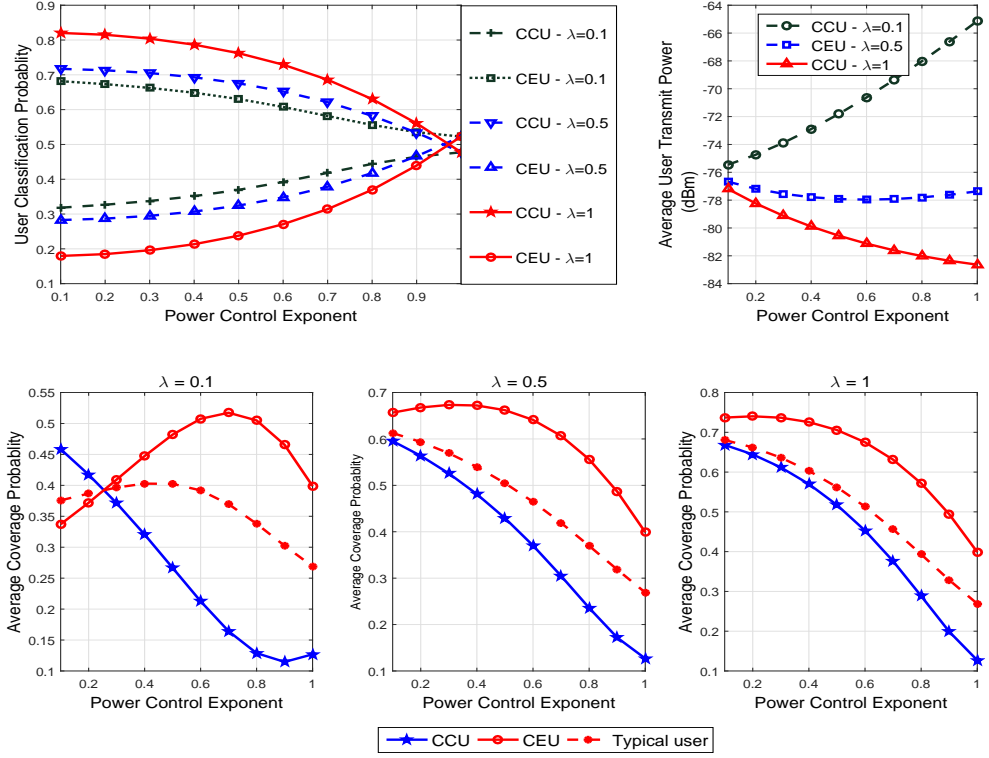 User Classification Probablity
0.9
0.8
0.7
0.6
0.5
0.4
0.3
0.2
0.1
0.1 0.2 0.3 0.4 0.5 0.6 0.7 0.8 0.9
Power Control Exponent
CCU - λ=0.1
CEU - λ=0.1
CCU - λ=0.5
CEU - λ=0.5
CCU - λ=1
CEU - λ=1
Average User Transmit Power
(dBm)
-64
-66
-68
-70
-72
-74
-76
-78
-80
-82
-84
0.2 0.4 0.6 0.8 1
Power Control Exponent
CCU - λ=0.1
CEU - λ=0.5
CCU - λ=1
λ = 0.1
Average Coverage Probablity
0.55
0.5
0.45
0.4
0.35
0.3
0.25
0.2
0.15
0.1
0.2 0.4 0.6 0.8 1
Power Control Exponent
λ = 0.5
Average Coverage Probablity
0.7
0.6
0.5
0.4
0.3
0.2
0.1
0.2 0.4 0.6 0.8 1
Power Control Exponent
λ = 1
Average Coverage Probablity
0.8
0.7
0.6
0.5
0.4
0.3
0.2
0.1
0.2 0.4 0.6 0.8 1
Power Control Exponent
CCU CEU Typical user